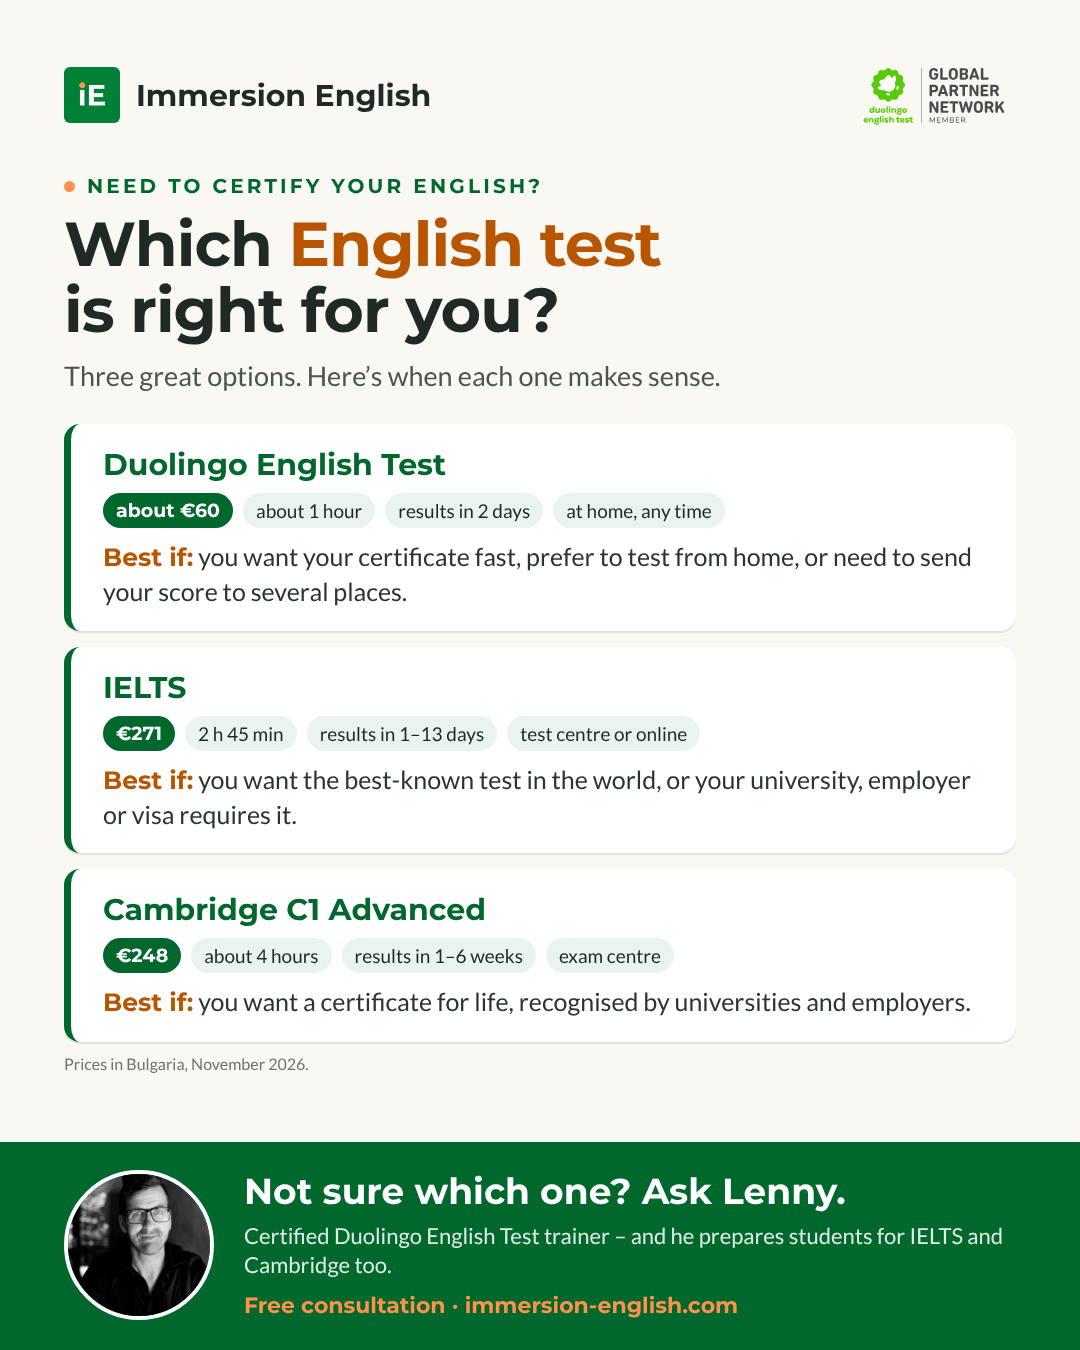 iE
Immersion English
duolingo
english test
GLOBAL
PARTNER
NETWORK
MEMBER
NEED TO CERTIFY YOUR ENGLISH?
Which English test
is right for you?
Three great options. Here’s when each one makes sense.
Duolingo English Test
about €60 about 1 hour results in 2 days at home, any time
Best if: you want your certificate fast, prefer to test from home, or need to send
your score to several places.
IELTS
€271 2 h 45 min results in 1–13 days test centre or online
Best if: you want the best-known test in the world, or your university, employer
or visa requires it.
Cambridge C1 Advanced
€248 about 4 hours results in 1–6 weeks exam centre
Best if: you want a certificate for life, recognised by universities and employers.
Prices in Bulgaria, November 2026.
Not sure which one? Ask Lenny.
Certified Duolingo English Test trainer – and he prepares students for IELTS and
Cambridge too.
Free consultation · immersion-english.com